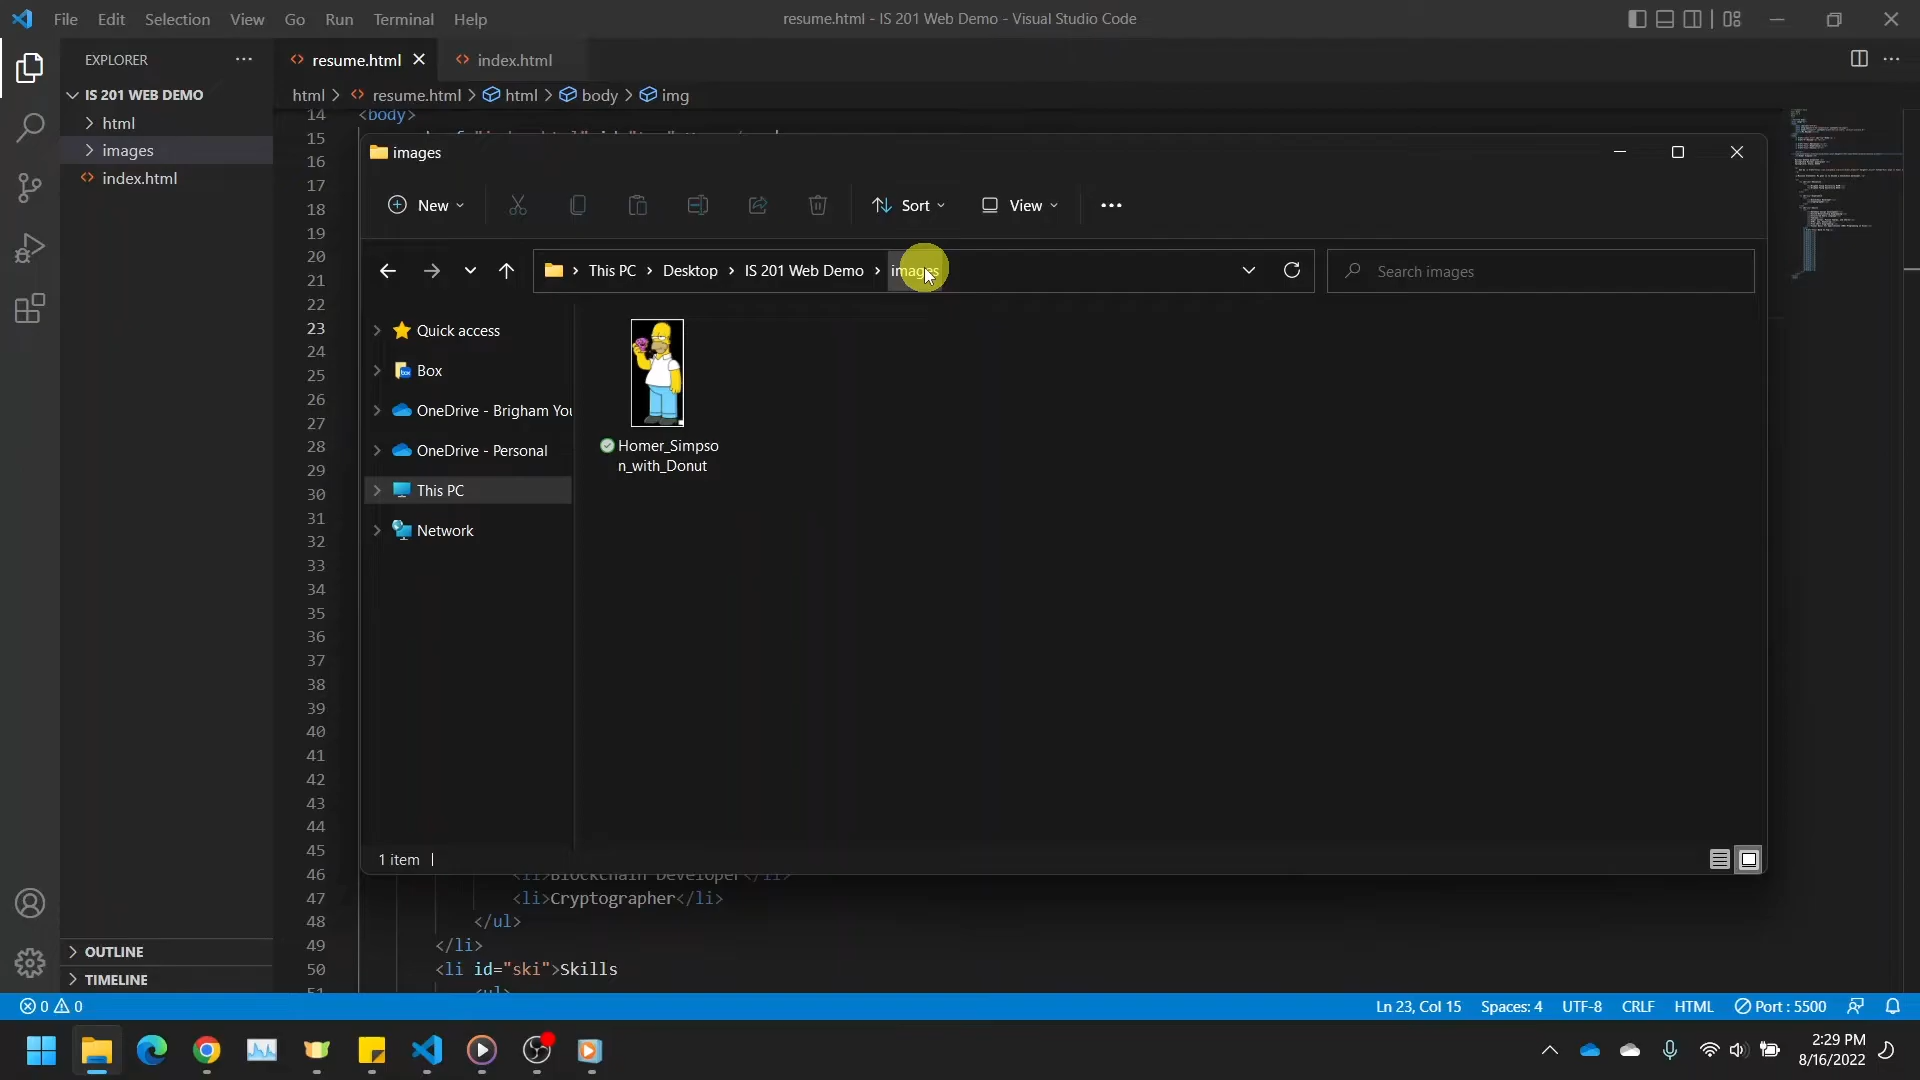 File Edit Selection View Go Run Terminal Help
resume.html - IS 201 Web Demo - Visual Studio Code
EXPLORER
resume.html
index.html
IS 201 WEB DEMO
html > resume.html > html > body > img
html
images
index.html
14 <body>
15
16
17
18
19
20
21
22
23
24
25
26
27
28
29
30
31
32
33
34
35
36
37
38
39
40
41
42
43
44
45
46 <li>Blockchain Developer</li>
47 <li>Cryptographer</li>
48 </ul>
49 </li>
50 <li id="ski">Skills
51 <ul>
images
New
Sort
View
This PC > Desktop > IS 201 Web Demo > images
Search images
Quick access
Box
OneDrive - Brigham You
OneDrive - Personal
This PC
Network
Homer_Simpso
n_with_Donut
1 item
OUTLINE
TIMELINE
0 0
Ln 23, Col 15 Spaces: 4 UTF-8 CRLF HTML Port : 5500
2:29 PM
8/16/2022